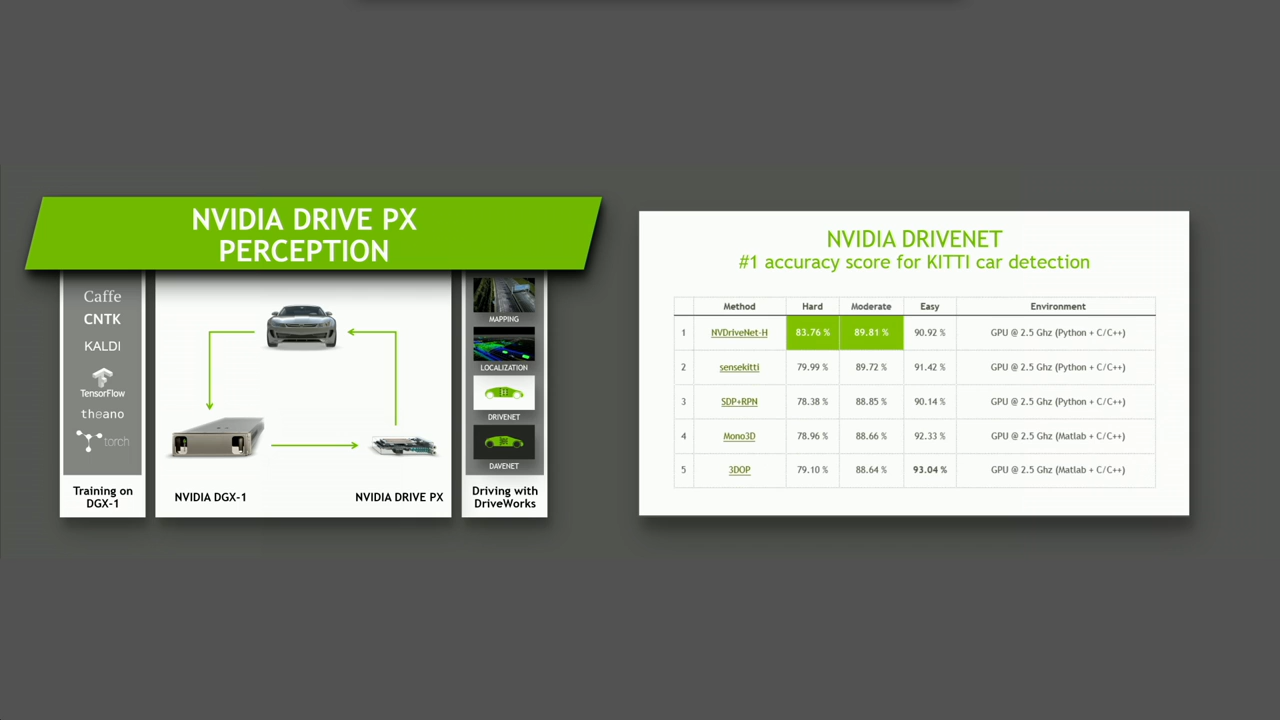 NVIDIA DRIVE PX
PERCEPTION
Caffe
CNTK
KALDI
TensorFlow
theano
torch
Training on
DGX-1
NVIDIA DGX-1
NVIDIA DRIVE PX
MAPPING
LOCALIZATION
DRIVENET
DAVENET
Driving with
DriveWorks
NVIDIA DRIVENET
#1 accuracy score for KITTI car detection
Method Hard Moderate Easy Environment
1 NVDriveNet-H 83.76 % 89.81 % 90.92 % GPU @ 2.5 Ghz (Python + C/C++)
2 sensekitti 79.99 % 89.72 % 91.42 % GPU @ 2.5 Ghz (Python + C/C++)
3 SDP+RPN 78.38 % 88.85 % 90.14 % GPU @ 2.5 Ghz (Python + C/C++)
4 Mono3D 78.96 % 88.66 % 92.33 % GPU @ 2.5 Ghz (Matlab + C/C++)
5 3DOP 79.10 % 88.64 % 93.04 % GPU @ 2.5 Ghz (Matlab + C/C++)